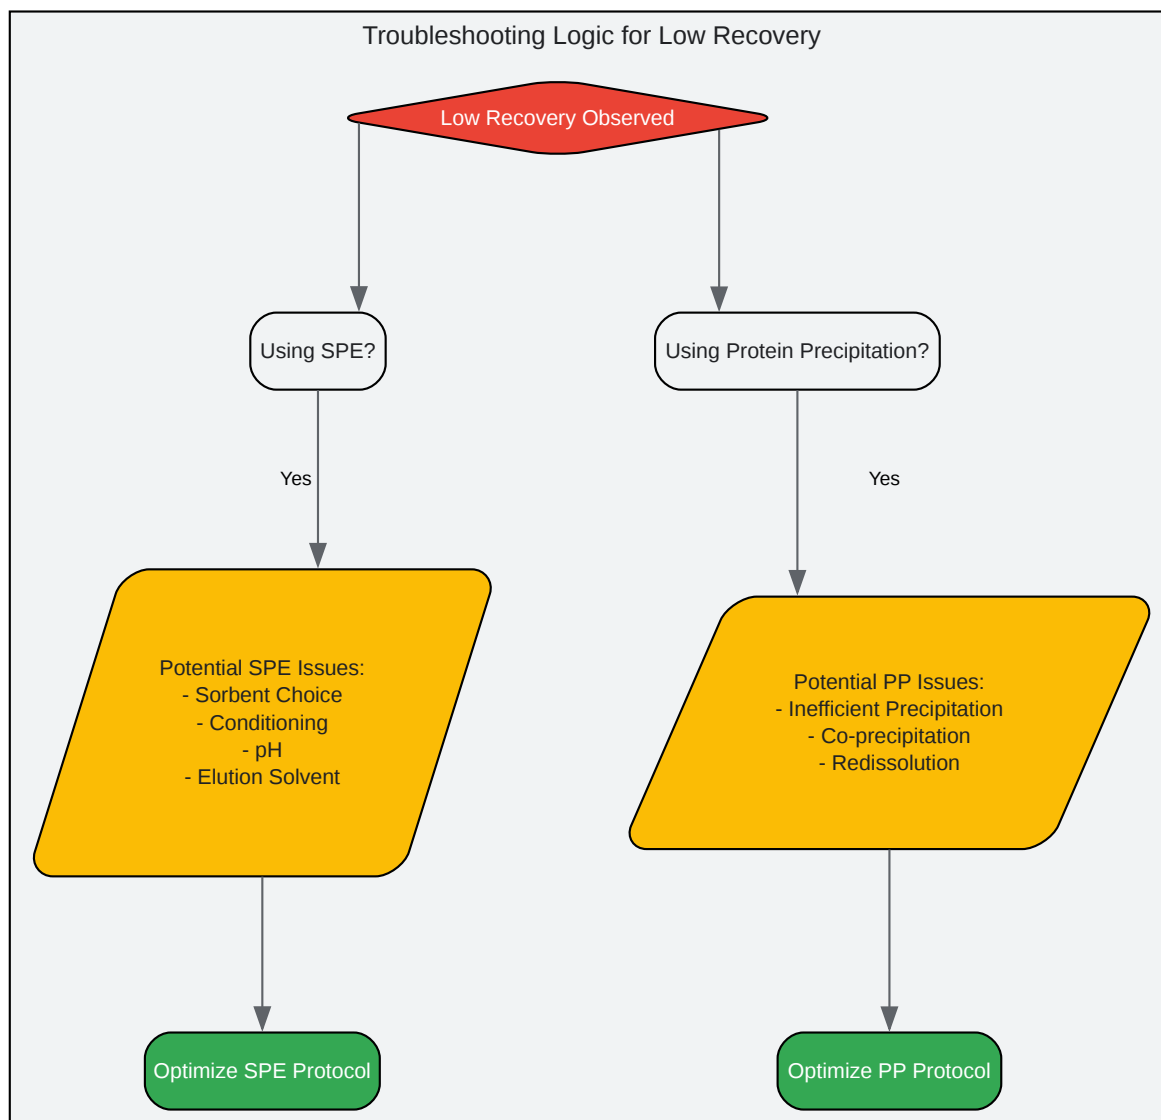 Troubleshooting Logic for Low Recovery
Low Recovery Observed
Using SPE?
Using Protein Precipitation?
Yes
Yes
Potential SPE Issues:
- Sorbent Choice
- Conditioning
- pH
- Elution Solvent
Potential PP Issues:
- Inefficient Precipitation
- Co-precipitation
- Redissolution
Optimize SPE Protocol
Optimize PP Protocol